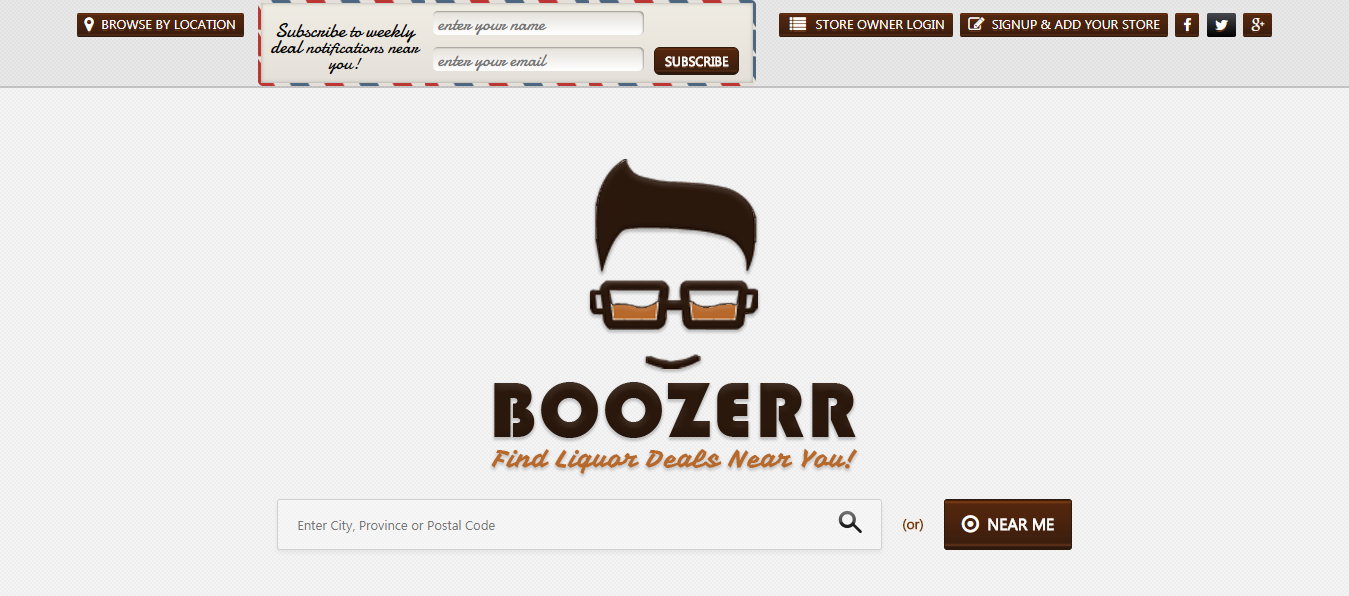 BROWSE BY LOCATION
Subscribe to weekly
deal notifications near
you!
enter your name
enter your email
SUBSCRIBE
STORE OWNER LOGIN
SIGNUP & ADD YOUR STORE
BOOZERR
Find Liquor Deals Near You!
Enter City, Province or Postal Code
(or)
NEAR ME